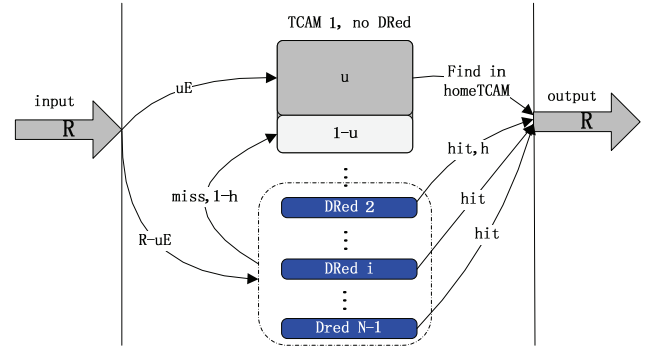 TCAM 1, no DRed
input
R
uE
u
1-u
Find in
homeTCAM
output
R
hit,h
miss,1-h
DRed 2
hit
R-uE
DRed i
hit
Dred N-1